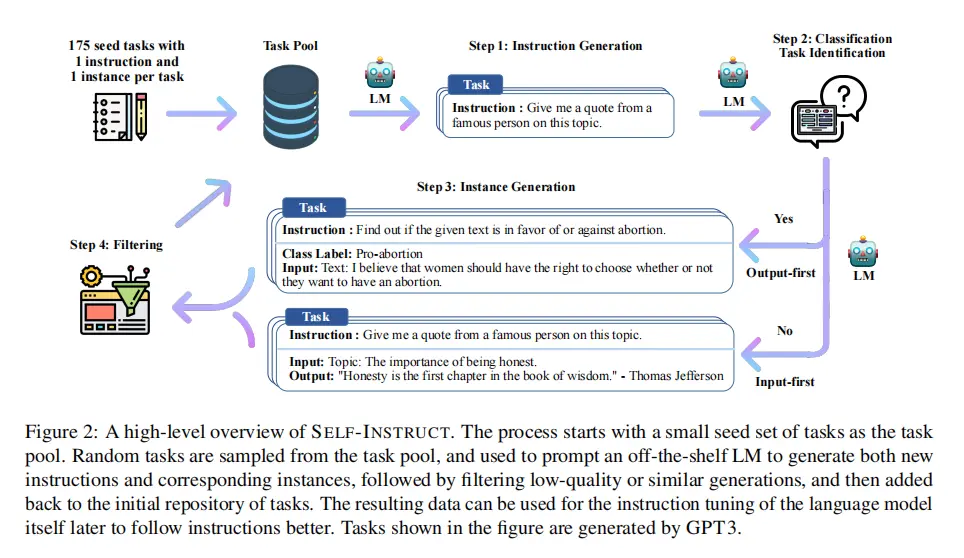 175 seed tasks with
1 instruction and
1 instance per task
Task Pool
Step 1: Instruction Generation
Step 2: Classification
Task Identification
LM
Task
Instruction : Give me a quote from a
famous person on this topic.
LM
Step 3: Instance Generation
Task
Instruction : Find out if the given text is in favor of or against abortion.
Class Label: Pro-abortion
Input: Text: I believe that women should have the right to choose whether or not
they want to have an abortion.
Yes
Output-first
LM
Step 4: Filtering
Task
Instruction : Give me a quote from a famous person on this topic.
Input: Topic: The importance of being honest.
Output: "Honesty is the first chapter in the book of wisdom." - Thomas Jefferson
No
Input-first
Figure 2: A high-level overview of SELF-INSTRUCT. The process starts with a small seed set of tasks as the task
pool. Random tasks are sampled from the task pool, and used to prompt an off-the-shelf LM to generate both new
instructions and corresponding instances, followed by filtering low-quality or similar generations, and then added
back to the initial repository of tasks. The resulting data can be used for the instruction tuning of the language model
itself later to follow instructions better. Tasks shown in the figure are generated by GPT3.